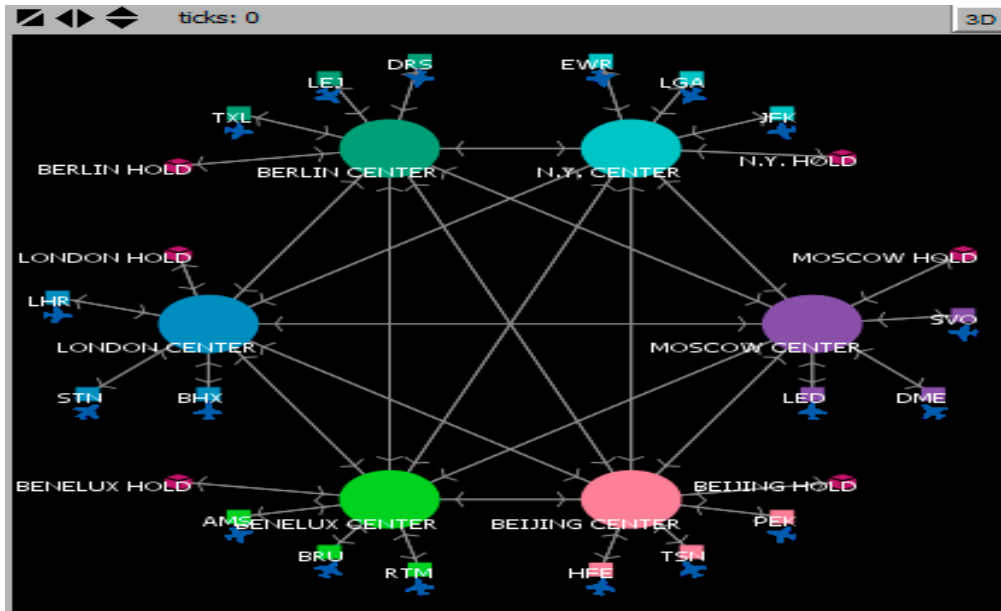 ticks: 0
3D
DRS
EWR
LEJ
LGA
TXL
JFK
BERLIN HOLD
BERLIN CENTER
N.Y. CENTER
N.Y. HOLD
LONDON HOLD
MOSCOW HOLD
LHR
SVO
LONDON CENTER
MOSCOW CENTER
STN
BHX
LED
DME
BENELUX HOLD
BEIJING HOLD
AMS
BENELUX CENTER
BEIJING CENTER
PEK
BRU
TSN
RTM
HFE